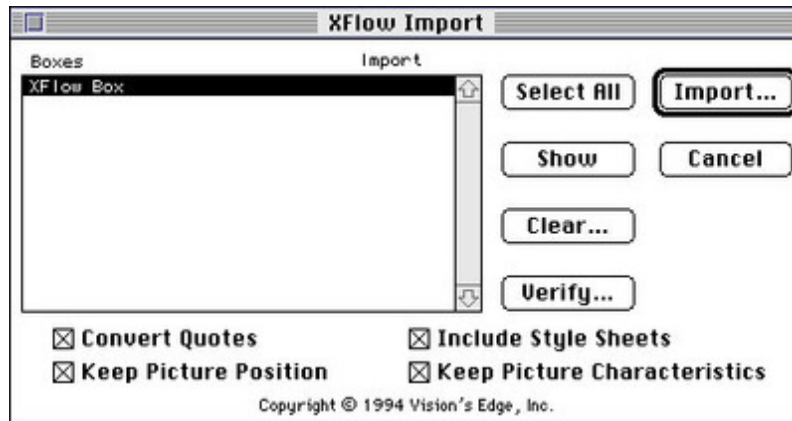 XFlow Import
Boxes Import
XFlow Box
Select All Import...
Show Cancel
Clear...
Verify...
Convert Quotes Include Style Sheets
Keep Picture Position Keep Picture Characteristics
Copyright © 1994 Vision's Edge, Inc.